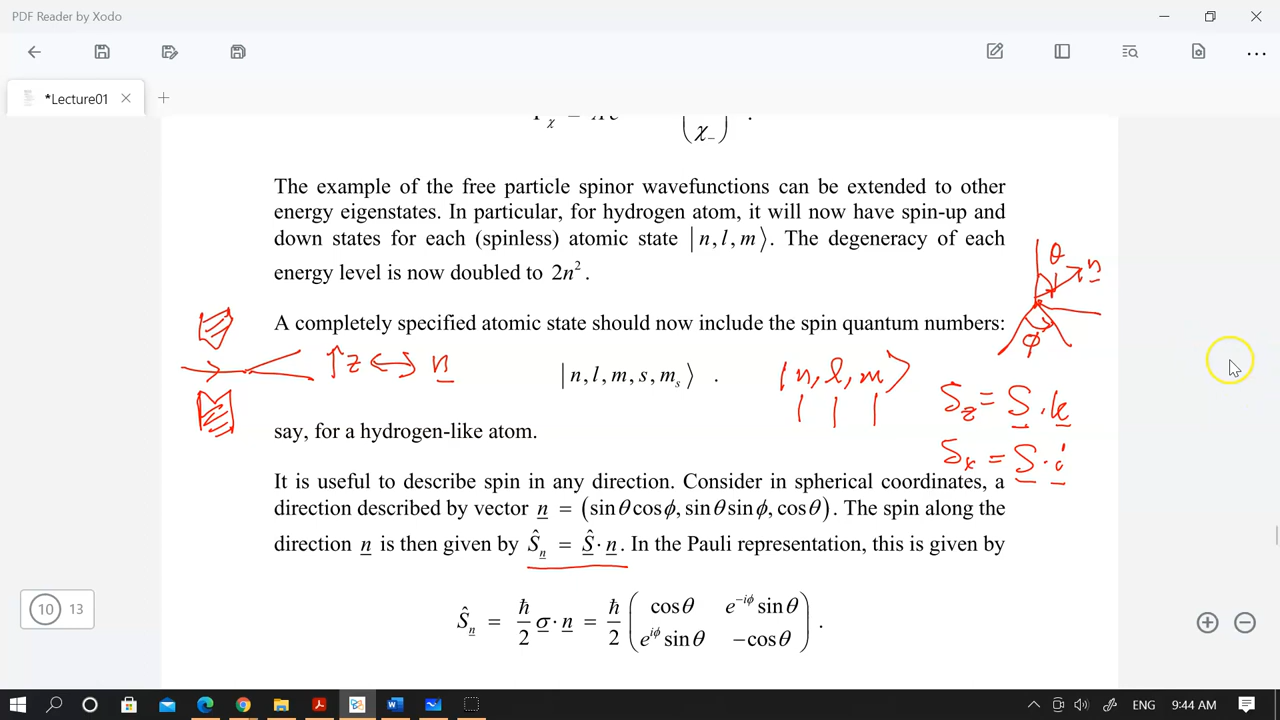 PDF Reader by Xodo
*Lecture01
χ₋
The example of the free particle spinor wavefunctions can be extended to other
energy eigenstates. In particular, for hydrogen atom, it will now have spin-up and
down states for each (spinless) atomic state |n, l, m⟩. The degeneracy of each
energy level is now doubled to 2n².
θ
n
φ
A completely specified atomic state should now include the spin quantum numbers:
↑z ↔ n
|n, l, m, s, mₛ⟩ .
|n, l, m⟩
S_z = S · k
say, for a hydrogen-like atom.
S_x = S · i
It is useful to describe spin in any direction. Consider in spherical coordinates, a
direction described by vector n = (sinθcosφ, sinθsinφ, cosθ). The spin along the
direction n is then given by Ŝ_n = Ŝ · n. In the Pauli representation, this is given by
Ŝ_n = ħ/2 σ · n = ħ/2 ( cosθ e^{-iφ} sinθ
e^{iφ} sinθ −cosθ ) .
10 13
ENG 9:44 AM